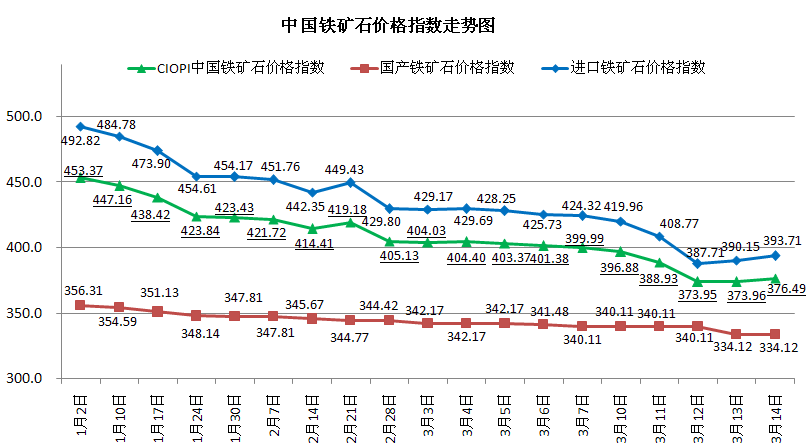 中国铁矿石价格指数走势图
CIOPI中国铁矿石价格指数 国产铁矿石价格指数 进口铁矿石价格指数
500.0
450.0
400.0
350.0
300.0
492.82 484.78 473.90 454.61 454.17 451.76 442.35 449.43 429.80 429.17 429.69 428.25 425.73 424.32 419.96 408.77 387.71 390.15 393.71
453.37 447.16 438.42 423.84 423.43 421.72 414.41 419.18 405.13 404.03 404.40 403.37 401.38 399.99 396.88 388.93 373.95 373.96 376.49
356.31 354.59 351.13 348.14 347.81 347.81 345.67 344.77 344.42 342.17 342.17 342.17 341.48 340.11 340.11 340.11 340.11 334.12 334.12
1月2日 1月10日 1月17日 1月24日 1月30日 2月7日 2月14日 2月21日 2月28日 3月3日 3月4日 3月5日 3月6日 3月7日 3月10日 3月11日 3月12日 3月13日 3月14日